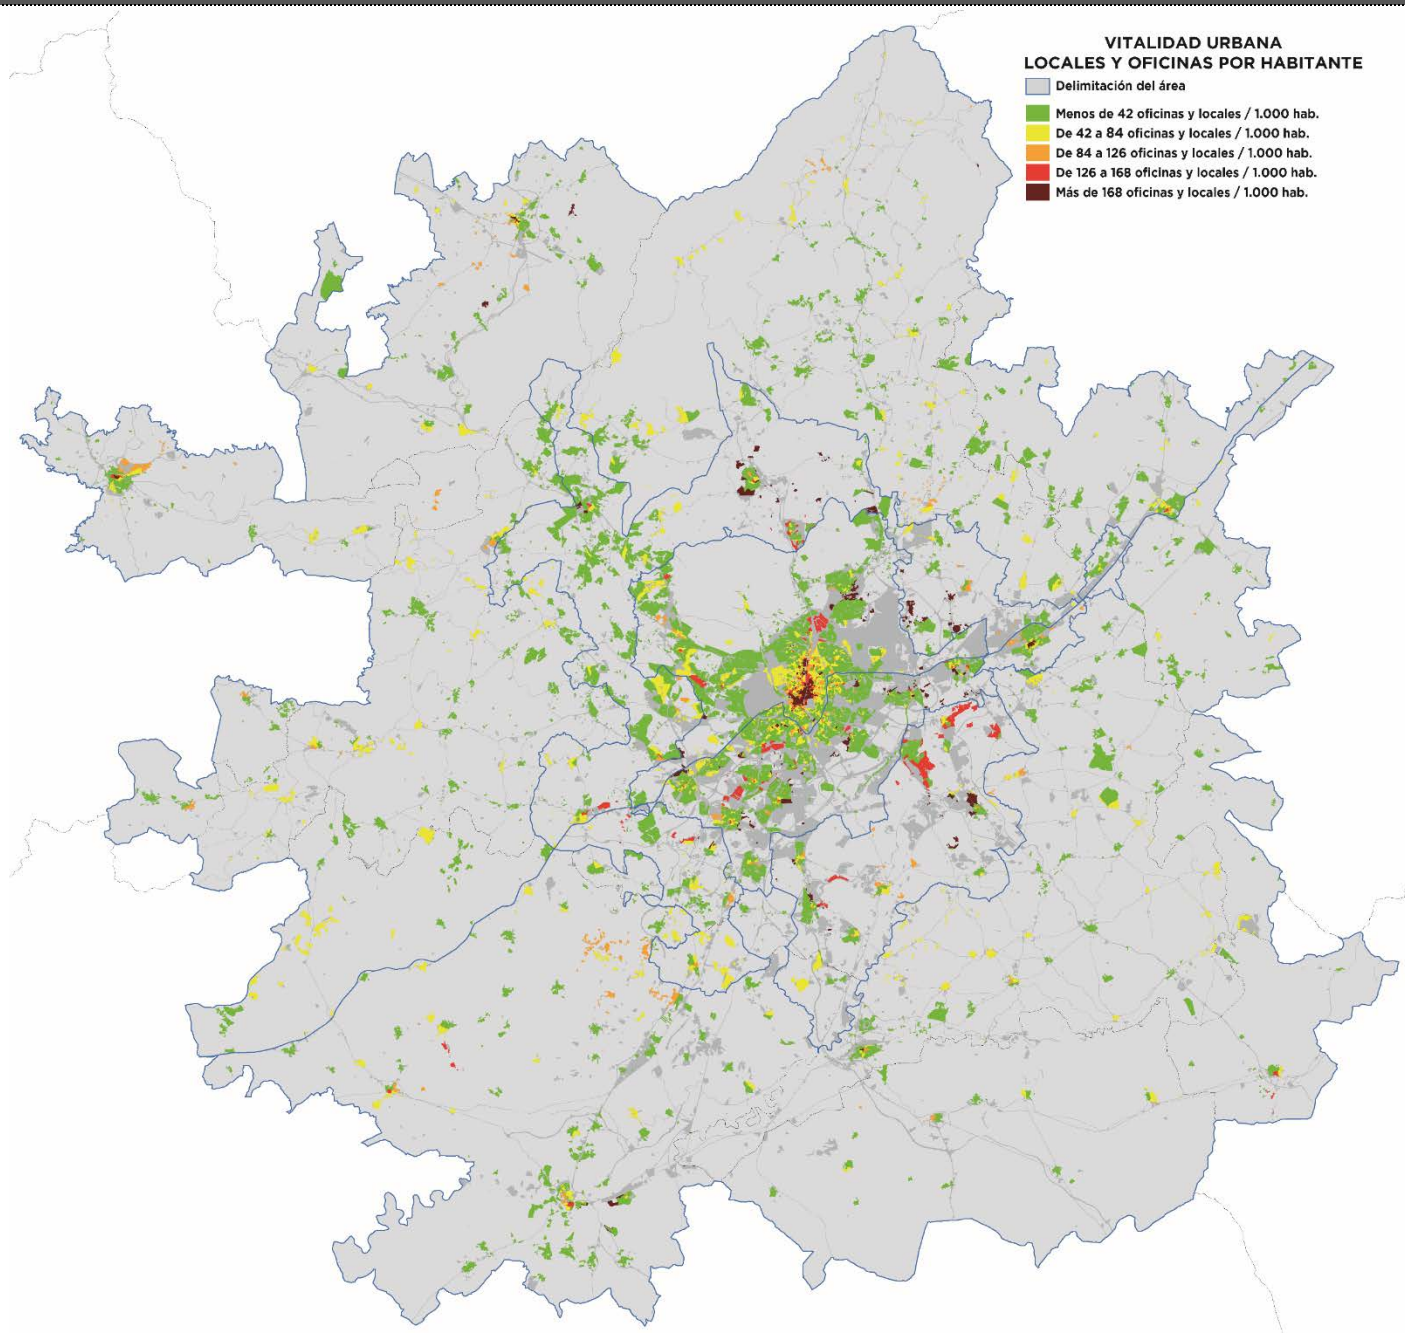 VITALIDAD URBANA
LOCALES Y OFICINAS POR HABITANTE
Delimitación del área
Menos de 42 oficinas y locales / 1.000 hab.
De 42 a 84 oficinas y locales / 1.000 hab.
De 84 a 126 oficinas y locales / 1.000 hab.
De 126 a 168 oficinas y locales / 1.000 hab.
Más de 168 oficinas y locales / 1.000 hab.